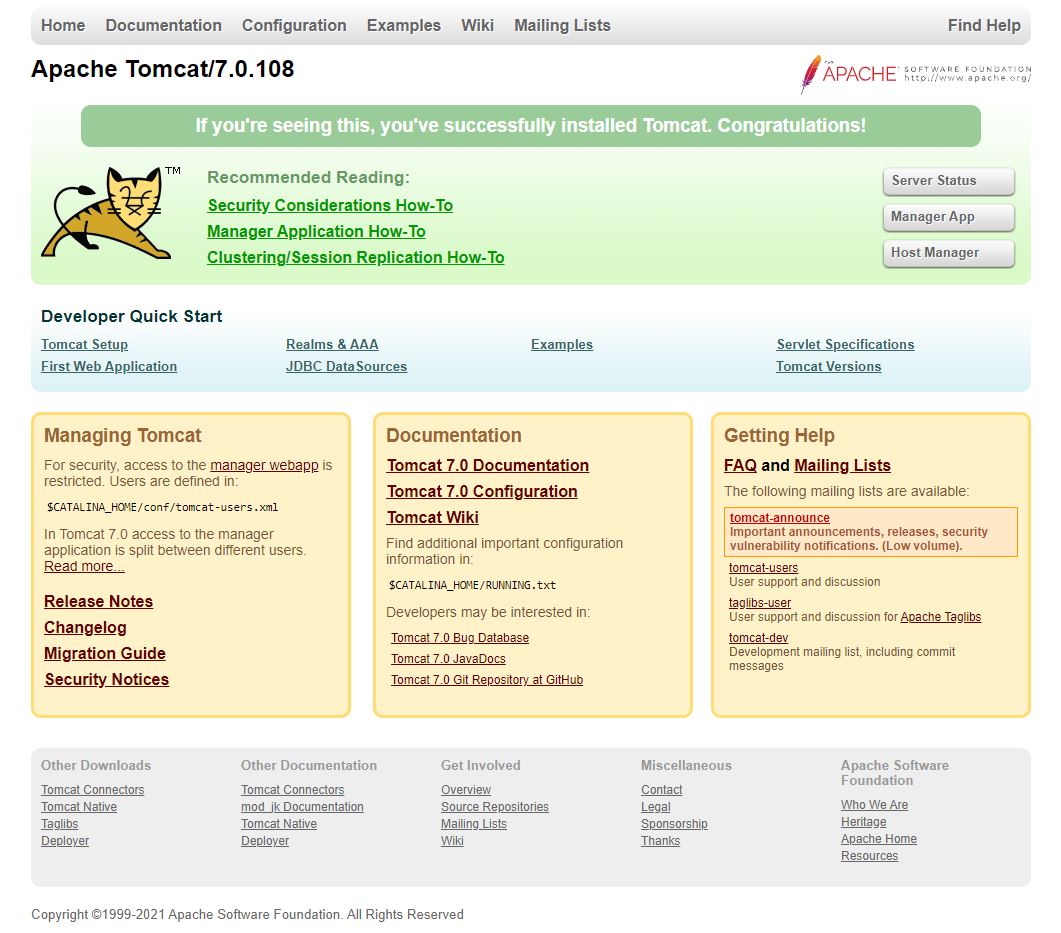 Home Documentation Configuration Examples Wiki Mailing Lists Find Help
Apache Tomcat/7.0.108
THE APACHE® SOFTWARE FOUNDATION
http://www.apache.org/
If you're seeing this, you've successfully installed Tomcat. Congratulations!
TM
Recommended Reading:
Security Considerations How-To
Manager Application How-To
Clustering/Session Replication How-To
Server Status
Manager App
Host Manager
Developer Quick Start
Tomcat Setup
First Web Application
Realms & AAA
JDBC DataSources
Examples
Servlet Specifications
Tomcat Versions
Managing Tomcat
For security, access to the manager webapp is
restricted. Users are defined in:
$CATALINA_HOME/conf/tomcat-users.xml
In Tomcat 7.0 access to the manager
application is split between different users.
Read more...
Release Notes
Changelog
Migration Guide
Security Notices
Documentation
Tomcat 7.0 Documentation
Tomcat 7.0 Configuration
Tomcat Wiki
Find additional important configuration
information in:
$CATALINA_HOME/RUNNING.txt
Developers may be interested in:
Tomcat 7.0 Bug Database
Tomcat 7.0 JavaDocs
Tomcat 7.0 Git Repository at GitHub
Getting Help
FAQ and Mailing Lists
The following mailing lists are available:
tomcat-announce
Important announcements, releases, security
vulnerability notifications. (Low volume).
tomcat-users
User support and discussion
taglibs-user
User support and discussion for Apache Taglibs
tomcat-dev
Development mailing list, including commit
messages
Other Downloads
Tomcat Connectors
Tomcat Native
Taglibs
Deployer
Other Documentation
Tomcat Connectors
mod_jk Documentation
Tomcat Native
Deployer
Get Involved
Overview
Source Repositories
Mailing Lists
Wiki
Miscellaneous
Contact
Legal
Sponsorship
Thanks
Apache Software
Foundation
Who We Are
Heritage
Apache Home
Resources
Copyright ©1999-2021 Apache Software Foundation. All Rights Reserved